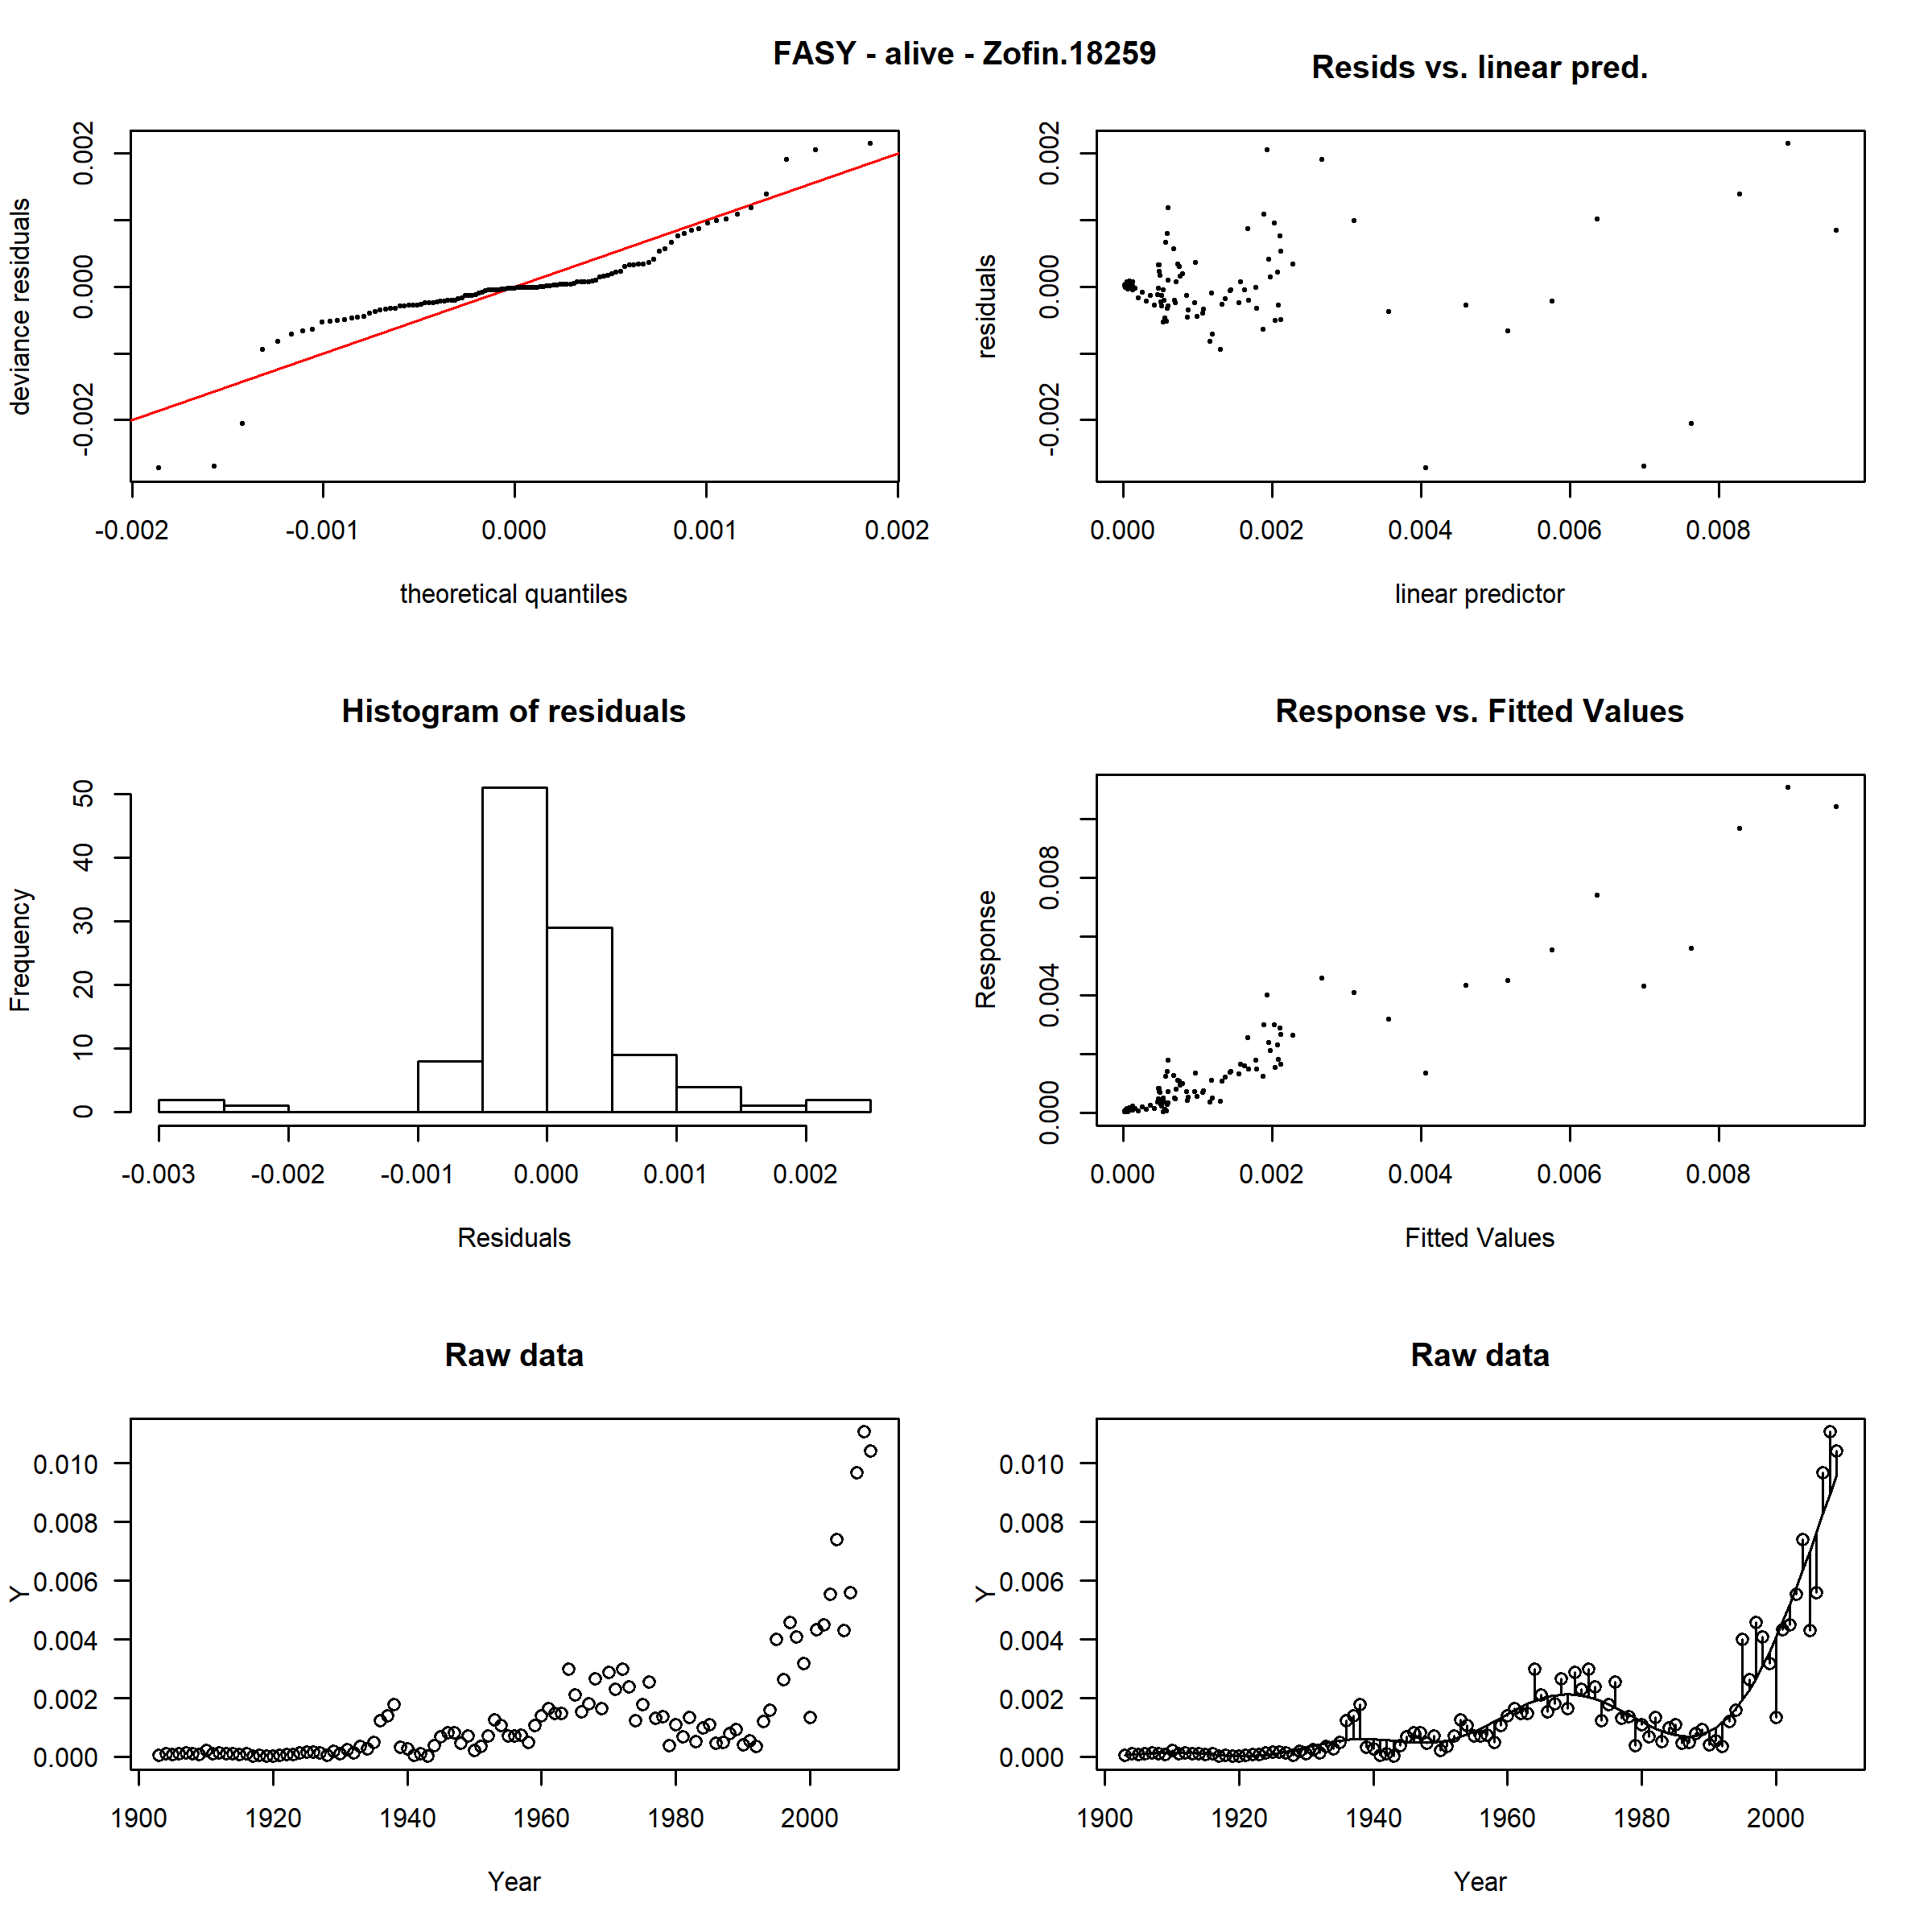 FASY - alive - Zofin.18259
Resids vs. linear pred.
deviance residuals
0.002
0.000
-0.002
-0.002 -0.001 0.000 0.001 0.002
theoretical quantiles
residuals
0.002
0.000
-0.002
0.000 0.002 0.004 0.006 0.008
linear predictor
Histogram of residuals
Frequency
50
40
30
20
10
0
-0.003 -0.002 -0.001 0.000 0.001 0.002
Residuals
Response vs. Fitted Values
Response
0.008
0.004
0.000
0.000 0.002 0.004 0.006 0.008
Fitted Values
Raw data
Y
0.010
0.008
0.006
0.004
0.002
0.000
1900 1920 1940 1960 1980 2000
Year
Raw data
Y
0.010
0.008
0.006
0.004
0.002
0.000
1900 1920 1940 1960 1980 2000
Year